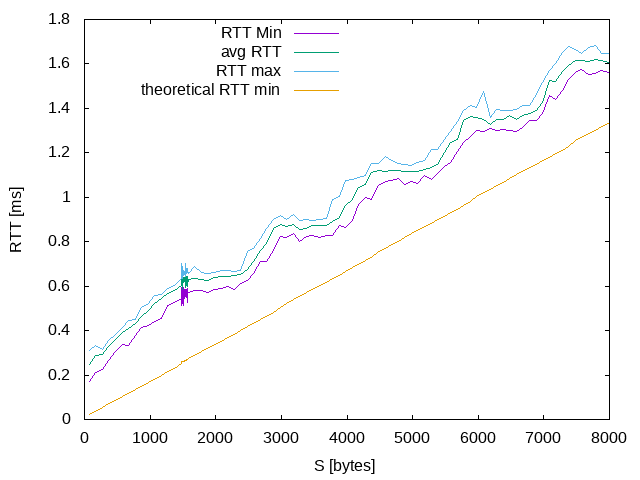 RTT Min
avg RTT
RTT max
theoretical RTT min
1.8
1.6
1.4
1.2
1
0.8
0.6
0.4
0.2
0
RTT [ms]
0 1000 2000 3000 4000 5000 6000 7000 8000
S [bytes]